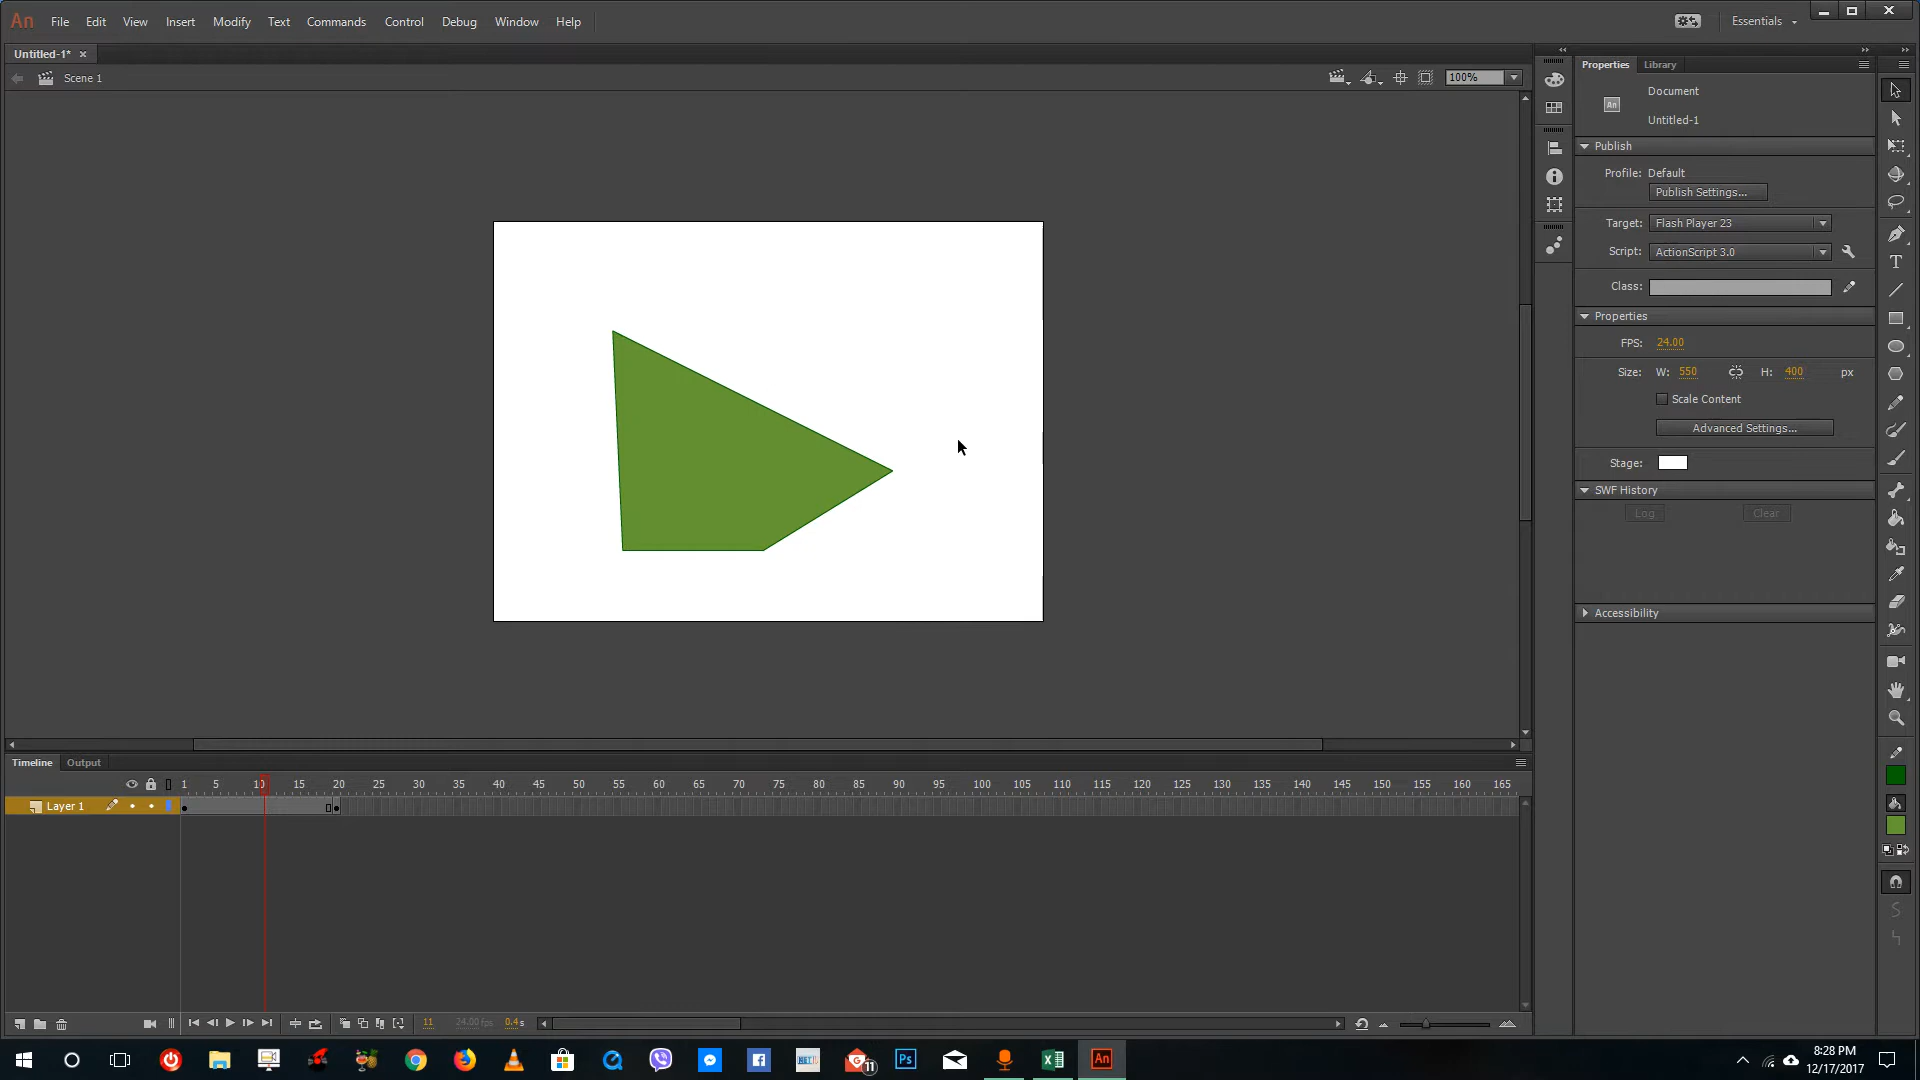 An File Edit View Insert Modify Text Commands Control Debug Window Help Essentials
Untitled-1*
Scene 1 100%
Properties Library
Document
An
Untitled-1
Publish
Profile: Default
Publish Settings...
Target: Flash Player 23
Script: ActionScript 3.0
Class:
Properties
FPS: 24.00
Size: W: 550 H: 400 px
Scale Content
Advanced Settings...
Stage:
SWF History
Log Clear
Accessibility
Timeline Output
1 5 10 15 20 25 30 35 40 45 50 55 60 65 70 75 80 85 90 95 100 105 110 115 120 125 130 135 140 145 150 155 160 165
Layer 1
11 24.00 fps 0.4 s
11 Ps An
8:28 PM
12/17/2017